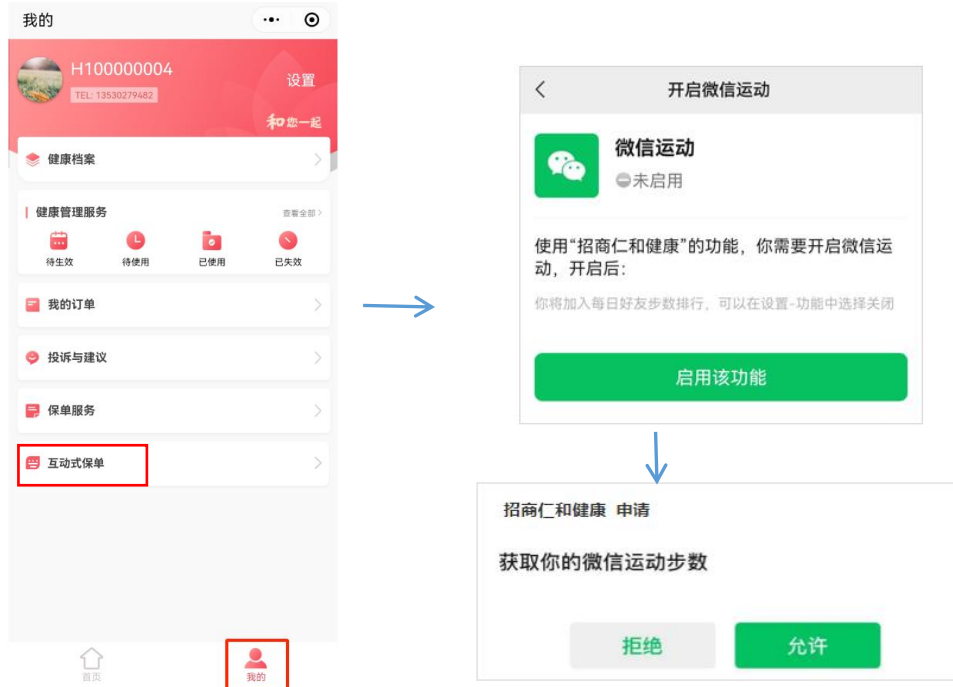 我的
H100000004
TEL: 13530279482
设置
和您一起
健康档案
健康管理服务
查看全部
待生效
待使用
已使用
已失效
我的订单
投诉与建议
保单服务
互动式保单
首页
我的
开启微信运动
微信运动
未启用
使用“招商仁和健康”的功能，你需要开启微信运
动，开启后：
你将加入每日好友步数排行，可以在设置-功能中选择关闭
启用该功能
招商仁和健康 申请
获取你的微信运动步数
拒绝
允许